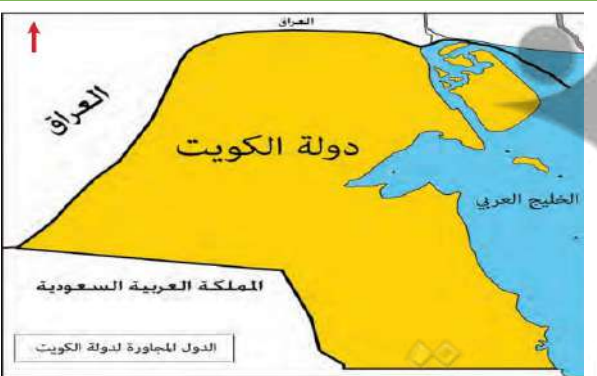 العراق
العراق
دولة الكويت
الخليج العربي
المملكة العربية السعودية
الدول المجاورة لدولة الكويت